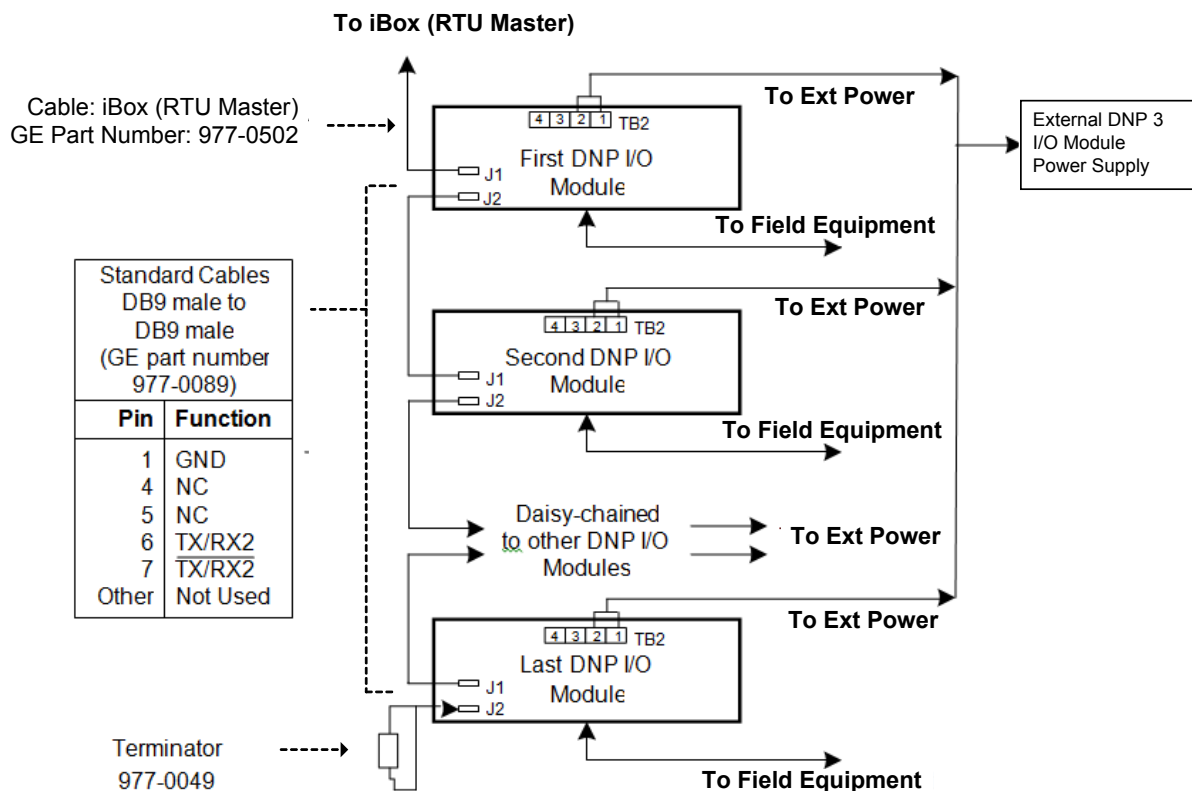 To iBox (RTU Master)
Cable: iBox (RTU Master)
GE Part Number: 977-0502
To Ext Power
4 3 2 1 TB2
First DNP I/O
Module
J1
J2
External DNP 3
I/O Module
Power Supply
To Field Equipment
Standard Cables
DB9 male to
DB9 male
(GE part number
977-0089)
Pin Function
1 GND
4 NC
5 NC
6 TX/RX2
7 TX/RX2
Other Not Used
To Ext Power
4 3 2 1 TB2
Second DNP I/O
Module
J1
J2
To Field Equipment
Daisy-chained
to other DNP I/O
Modules
To Ext Power
To Ext Power
4 3 2 1 TB2
Last DNP I/O
Module
J1
J2
Terminator
977-0049
To Field Equipment